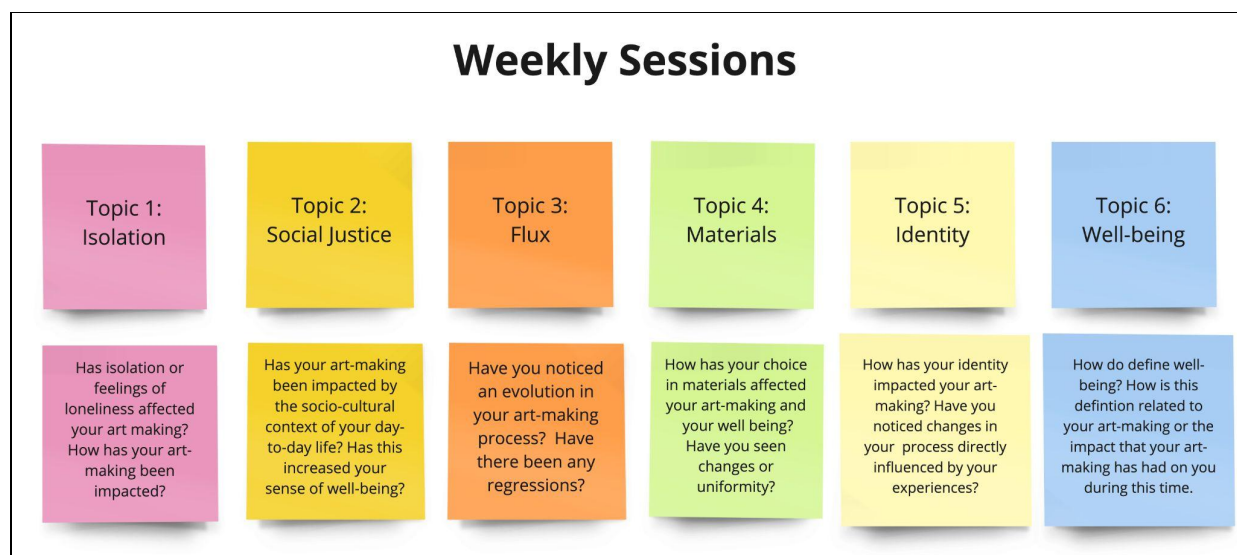 Weekly Sessions
Topic 1:
Isolation
Topic 2:
Social Justice
Topic 3:
Flux
Topic 4:
Materials
Topic 5:
Identity
Topic 6:
Well-being
Has isolation or
feelings of
loneliness affected
your art making?
How has your art-
making been
impacted?
Has your art-making
been impacted by
the socio-cultural
context of your day-
to-day life? Has this
increased your
sense of well-being?
Have you noticed
an evolution in
your art-making
process?  Have
there been any
regressions?
How has your choice
in materials affected
your art-making and
your well being?
Have you seen
changes or
uniformity?
How has your identity
impacted your art-
making? Have you
noticed changes in
your  process directly
influenced by your
experiences?
How do define well-
being? How is this
defintion related to
your art-making or the
impact that your art-
making has had on you
during this time.